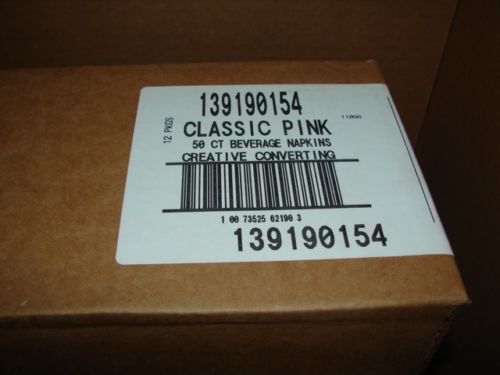 139190154
12 PKGS
CLASSIC PINK
50 CT BEVERAGE NAPKINS
CREATIVE CONVERTING
1 00 73525 62190 3
139190154